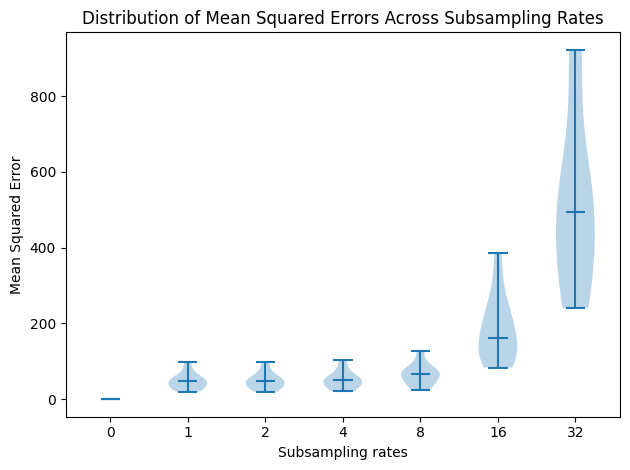 Distribution of Mean Squared Errors Across Subsampling Rates
Mean Squared Error
800
600
400
200
0
0 1 2 4 8 16 32
Subsampling rates